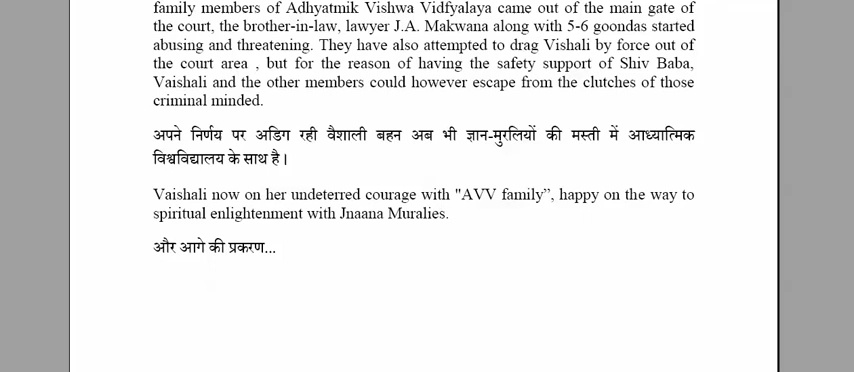 family members of Adhyatmik Vishwa Vidfyalaya came out of the main gate of
the court, the brother-in-law, lawyer J.A. Makwana along with 5-6 goondas started
abusing and threatening. They have also attempted to drag Vishali by force out of
the court area , but for the reason of having the safety support of Shiv Baba,
Vaishali and the other members could however escape from the clutches of those
criminal minded.
अपने निर्णय पर अडिग रही वैशाली बहन अब भी ज्ञान-मुरलियों की मस्ती में आध्यात्मिक
विश्वविद्यालय के साथ है।
Vaishali now on her undeterred courage with "AVV family”, happy on the way to
spiritual enlightenment with Jnaana Muralies.
और आगे की प्रकरण...